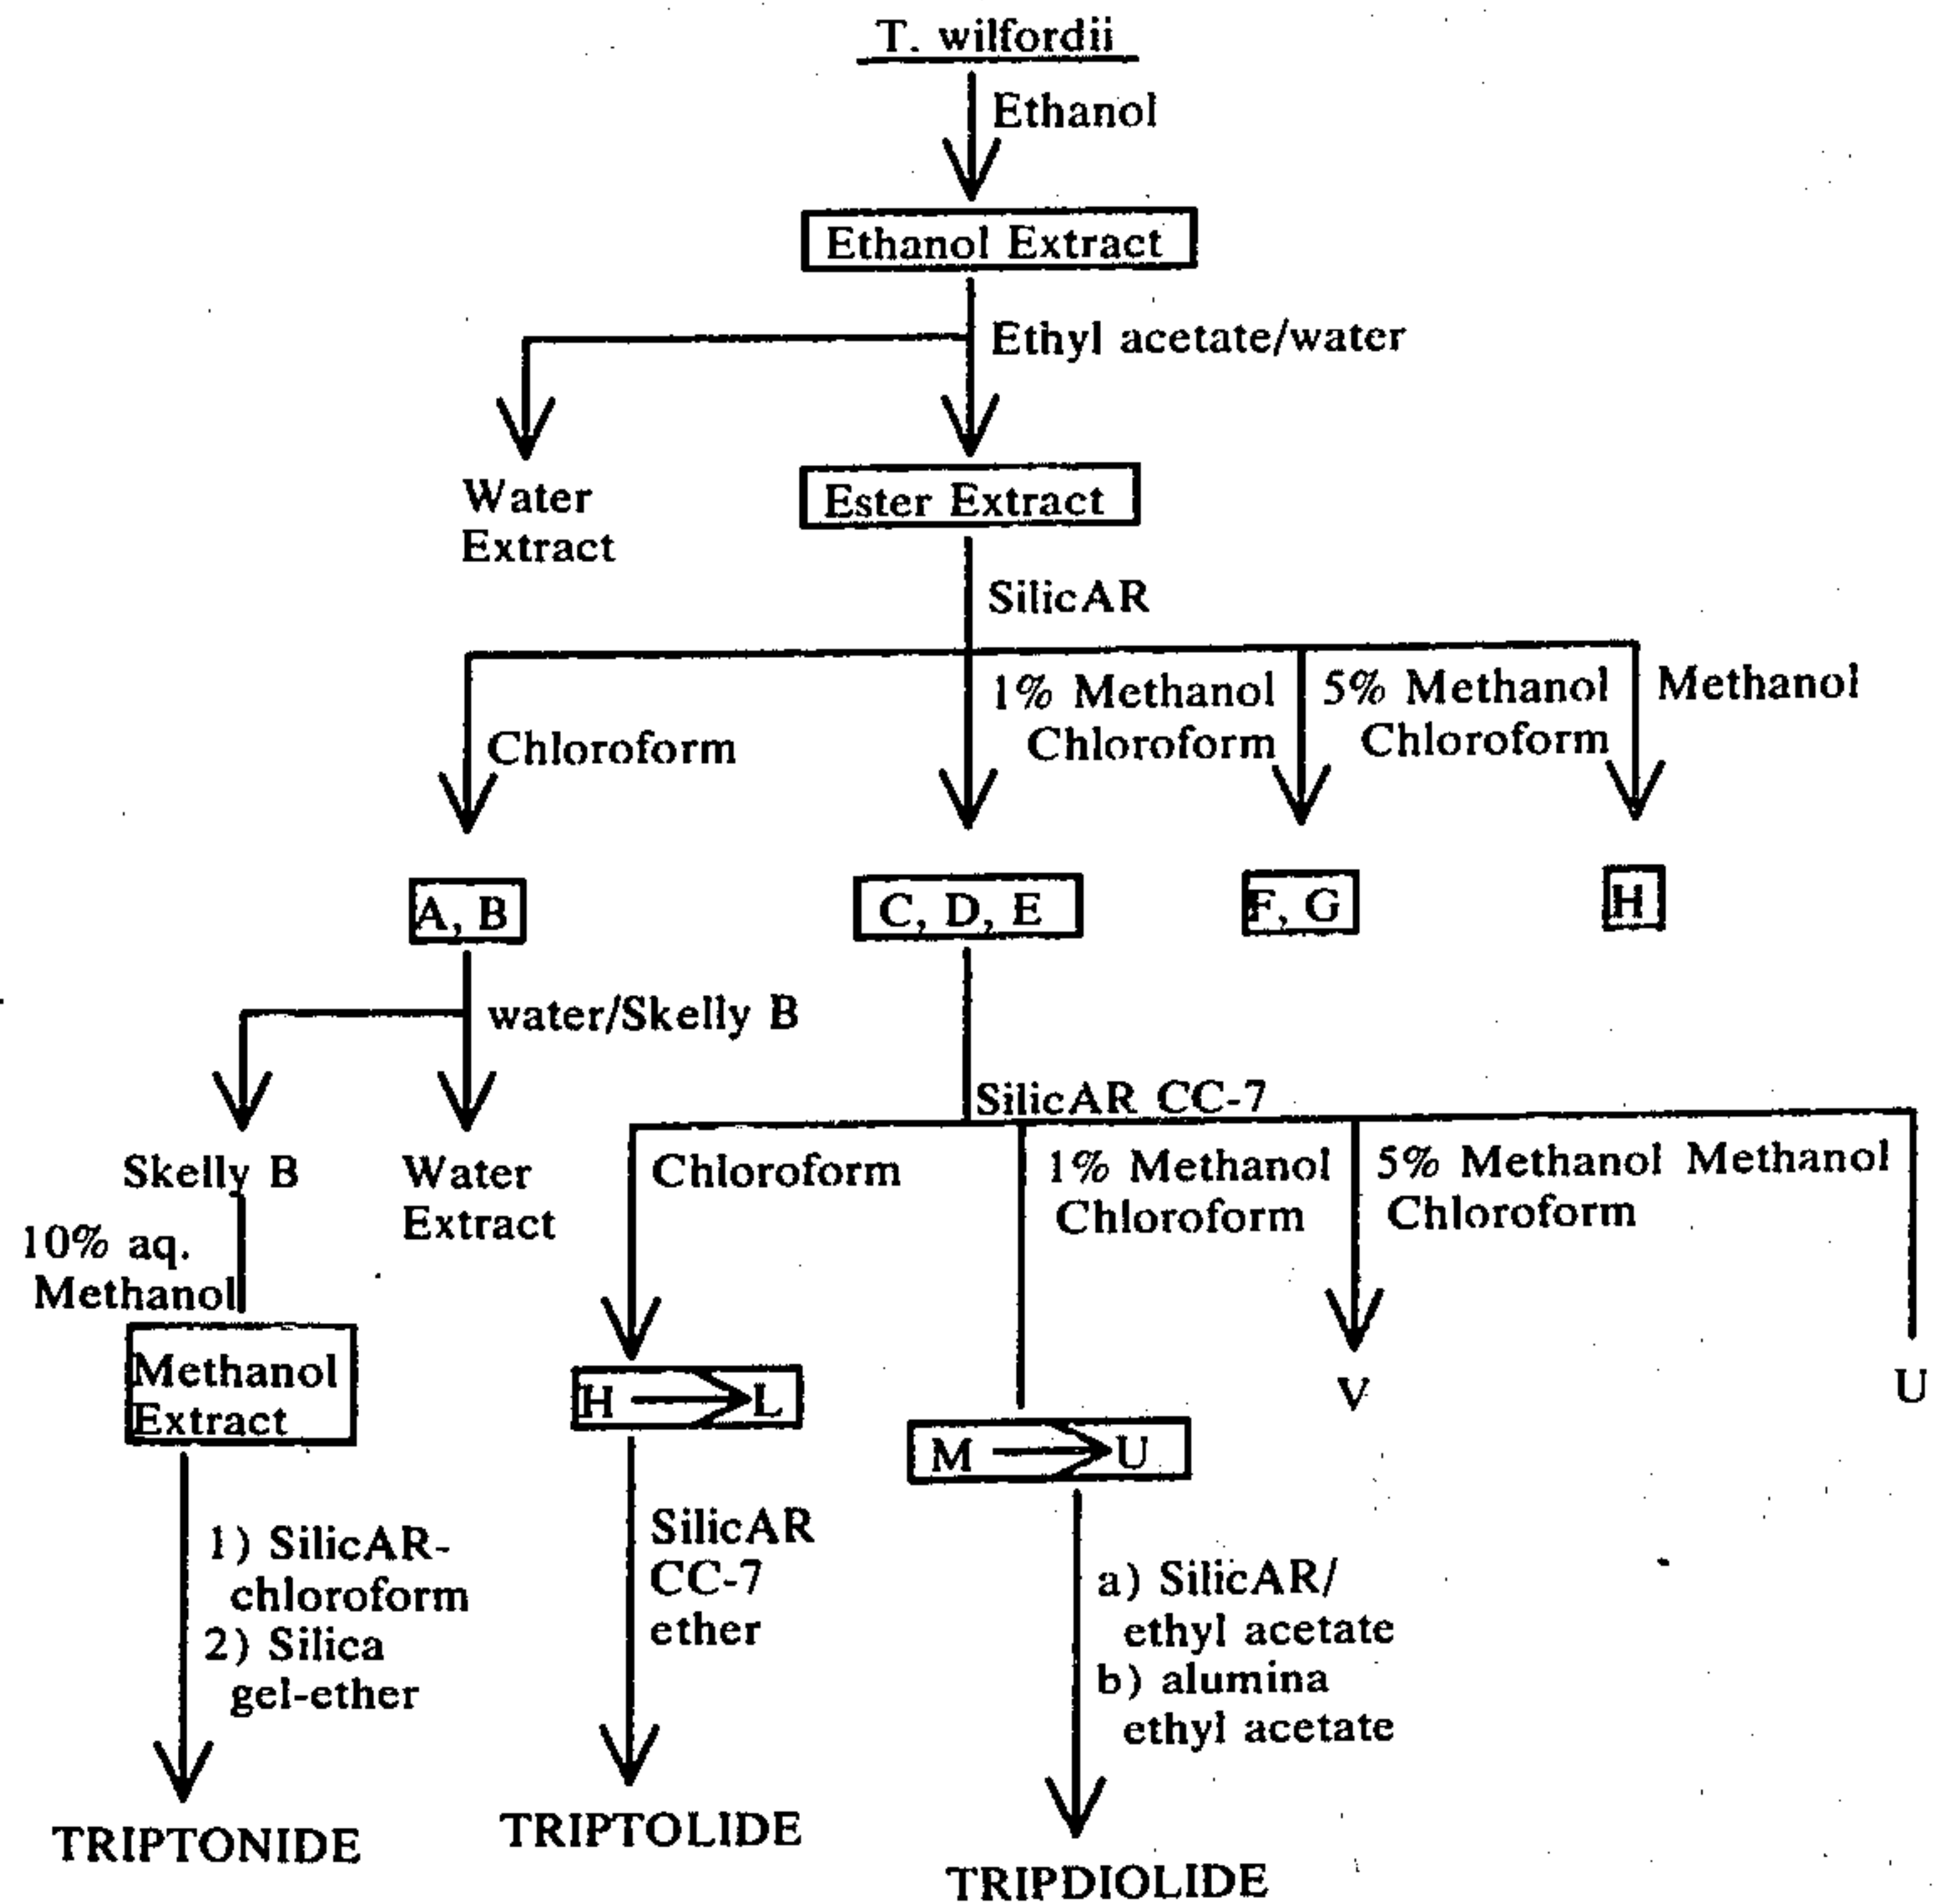 T. wilfordii
Ethanol
Ethanol Extract
Ethyl acetate/water
Water
Extract
Ester Extract
SilicAR
Chloroform
1% Methanol
Chloroform
5% Methanol
Chloroform
Methanol
A, B
C, D, E
F, G
H
water/Skelly B
Skelly B
Water
Extract
10% aq.
Methanol
Methanol
Extract
SilicAR CC-7
Chloroform
1% Methanol
Chloroform
5% Methanol
Chloroform
Methanol
H → L
M → U
V
U
1) SilicAR-
chloroform
2) Silica
gel-ether
SilicAR
CC-7
ether
a) SilicAR/
ethyl acetate
b) alumina
ethyl acetate
TRIPTONIDE
TRIPTOLIDE
TRIPDIOLIDE